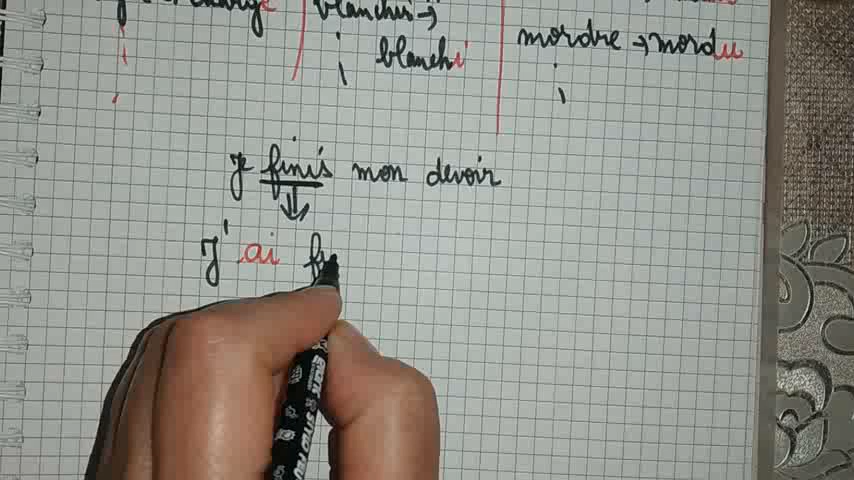 blanchir →
blanchi
mordre → mordu
Je finis mon devoir
J'ai f